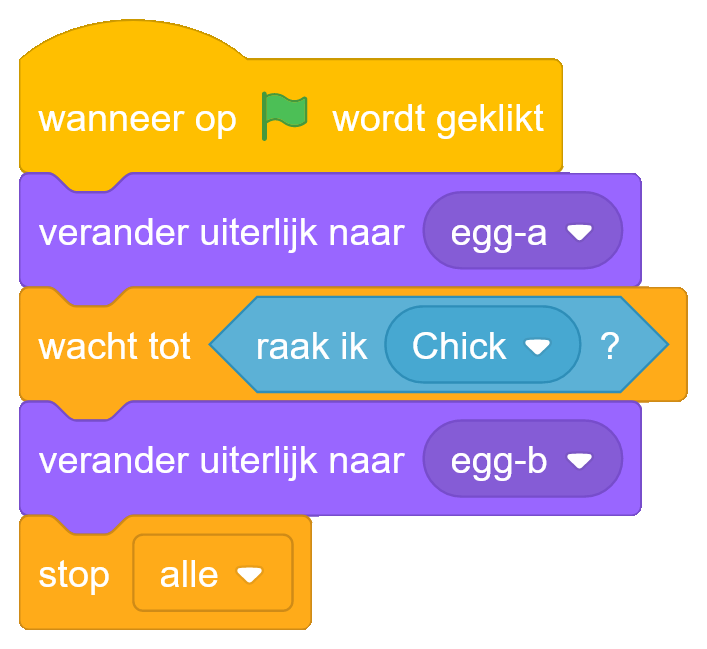 wanneer op wordt geklikt
verander uiterlijk naar egg-a
wacht tot raak ik Chick ?
verander uiterlijk naar egg-b
stop alle